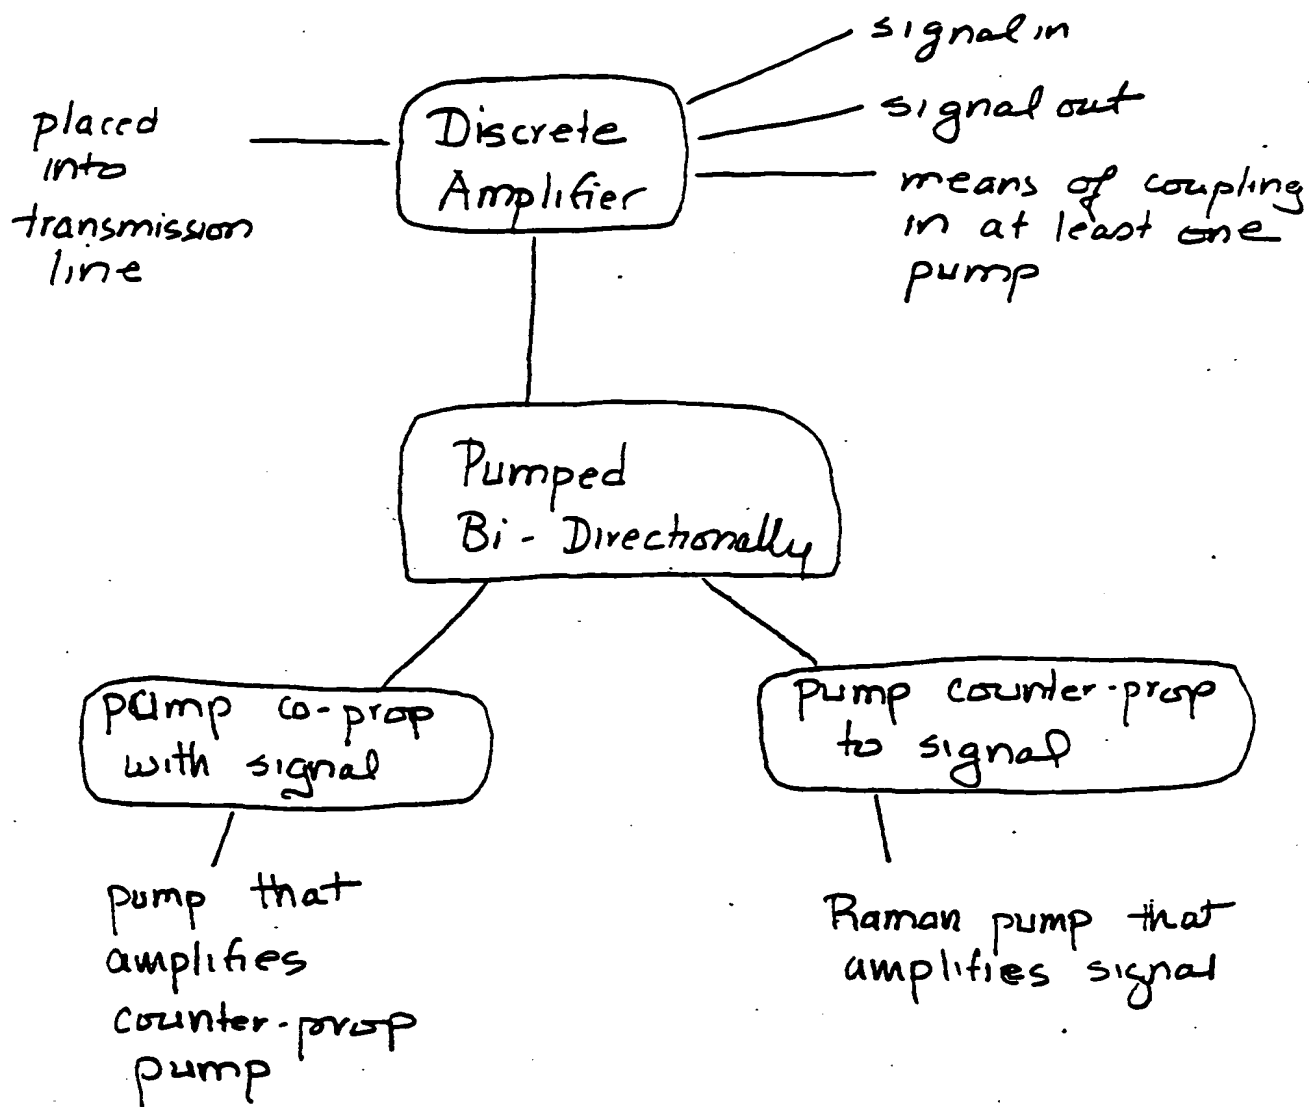 signal in
signal out
means of coupling
in at least one
pump
placed
into
transmission
line
Discrete
Amplifier
Pumped
Bi-Directionally
pump co-prop
with signal
pump counter-prop
to signal
pump that
amplifies
counter-prop
pump
Raman pump that
amplifies signal